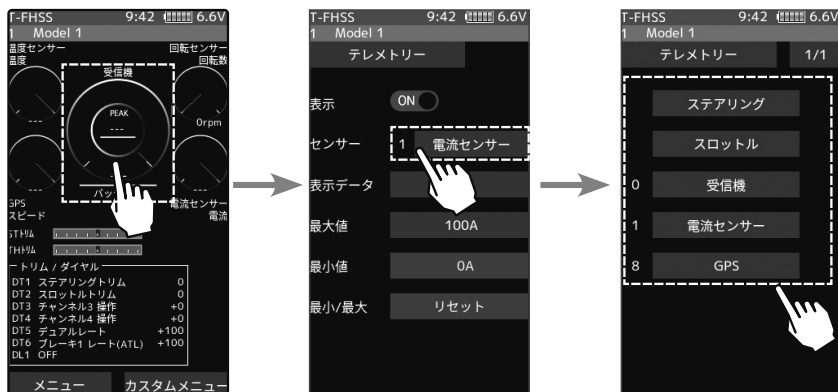 T-FHSS 9:42 6.6V
1 Model 1
温度センサー 回転センサー
温度 回転数
受信機
PEAK
---
0rpm
GPS 電流センサー
スピード 電流
STトリム
THトリム
トリム / ダイヤル
DT1 ステアリングトリム 0
DT2 スロットルトリム 0
DT3 チャンネル3 操作 +0
DT4 チャンネル4 操作 +0
DT5 デュアルレート +100
DT6 ブレーキ1 レート(ATL) +100
DL1 OFF
メニュー カスタムメニュー
T-FHSS 9:42 6.6V
1 Model 1
テレメトリー
表示 ON
センサー 1 電流センサー
表示データ
最大値 100A
最小値 0A
最小/最大 リセット
T-FHSS 9:42 6.6V
1 Model 1
テレメトリー 1/1
ステアリング
スロットル
0 受信機
1 電流センサー
8 GPS